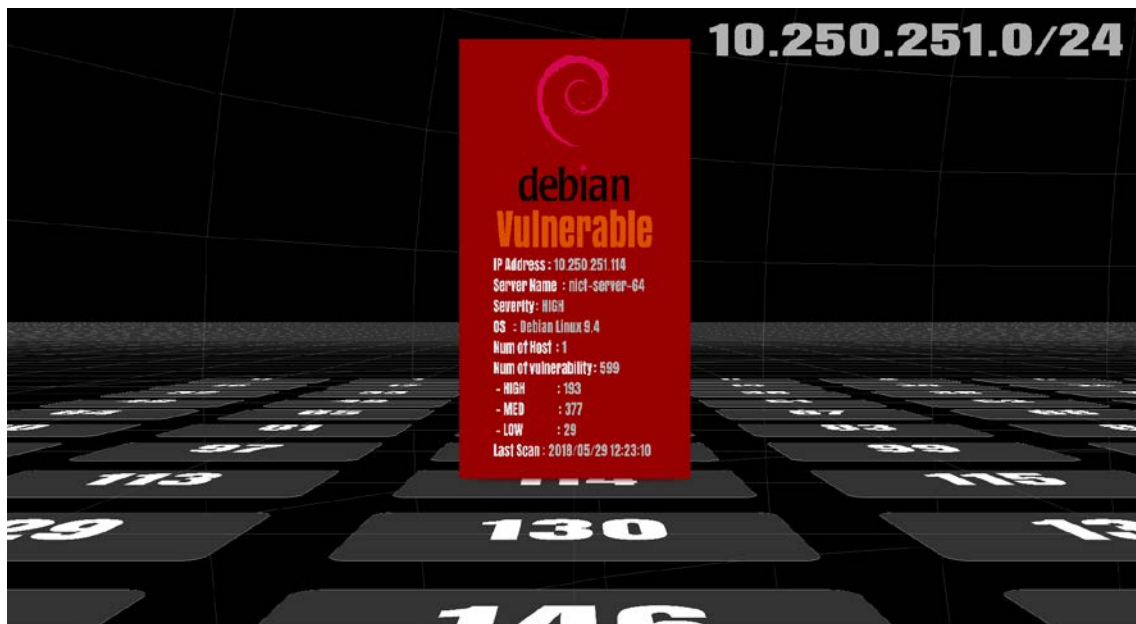 10.250.251.0/24
debian
Vulnerable
IP Address : 10.250.251.114
Server Name : nict-server-64
Severity : HIGH
OS : Debian Linux 9.4
Num of Host : 1
Num of vulnerability : 599
- HIGH : 193
- MED : 377
- LOW : 29
Last Scan : 2018/05/29 12:23:10
81
97 99
113 114 115
130
146